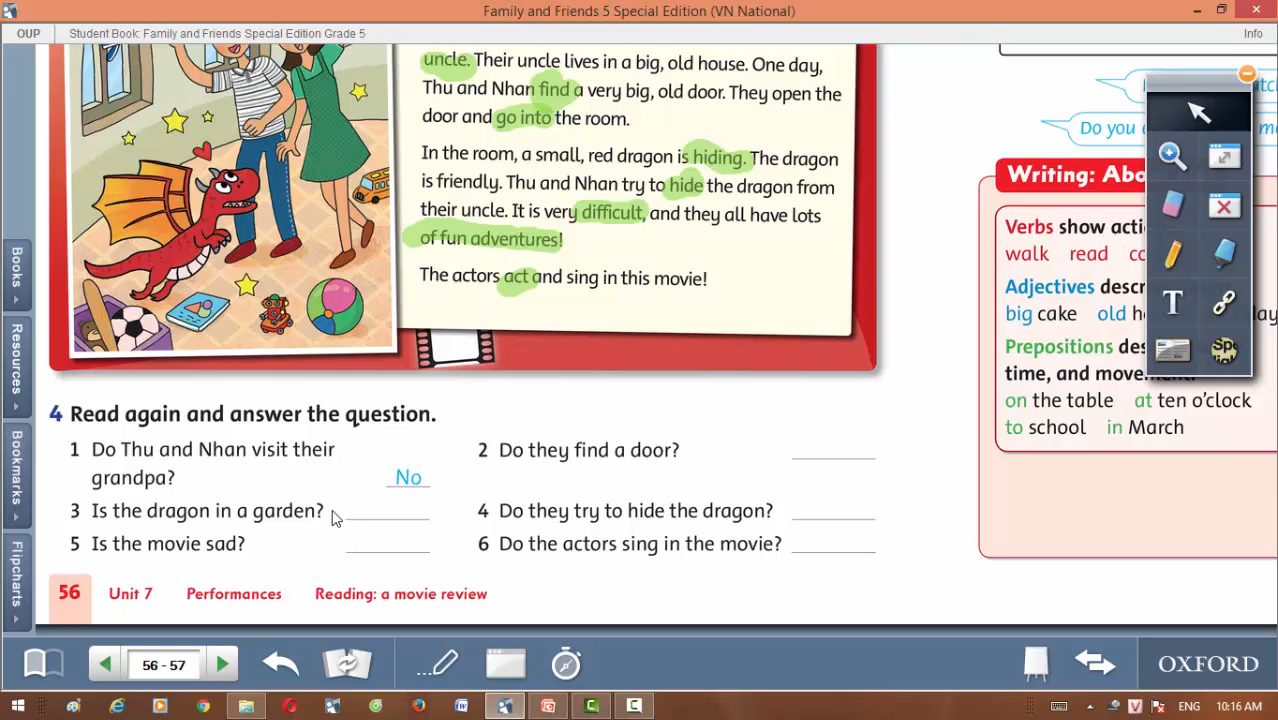 Family and Friends 5 Special Edition (VN National)
OUP
Student Book: Family and Friends Special Edition Grade 5
Info
uncle. Their uncle lives in a big, old house. One day,
Thu and Nhan find a very big, old door. They open the
door and go into the room.
In the room, a small, red dragon is hiding. The dragon
is friendly. Thu and Nhan try to hide the dragon from
their uncle. It is very difficult, and they all have lots
of fun adventures!
The actors act and sing in this movie!
Do you
Writing: Abo
Verbs show acti
walk read co
Adjectives descr
big cake old h day
Prepositions des
time, and movement.
on the table at ten o'clock
to school in March
Books
Resources
Bookmarks
Flipcharts
T
4 Read again and answer the question.
1 Do Thu and Nhan visit their
grandpa? No
2 Do they find a door?
3 Is the dragon in a garden?
4 Do they try to hide the dragon?
5 Is the movie sad?
6 Do the actors sing in the movie?
56 Unit 7 Performances Reading: a movie review
56 - 57
OXFORD
ENG
10:16 AM